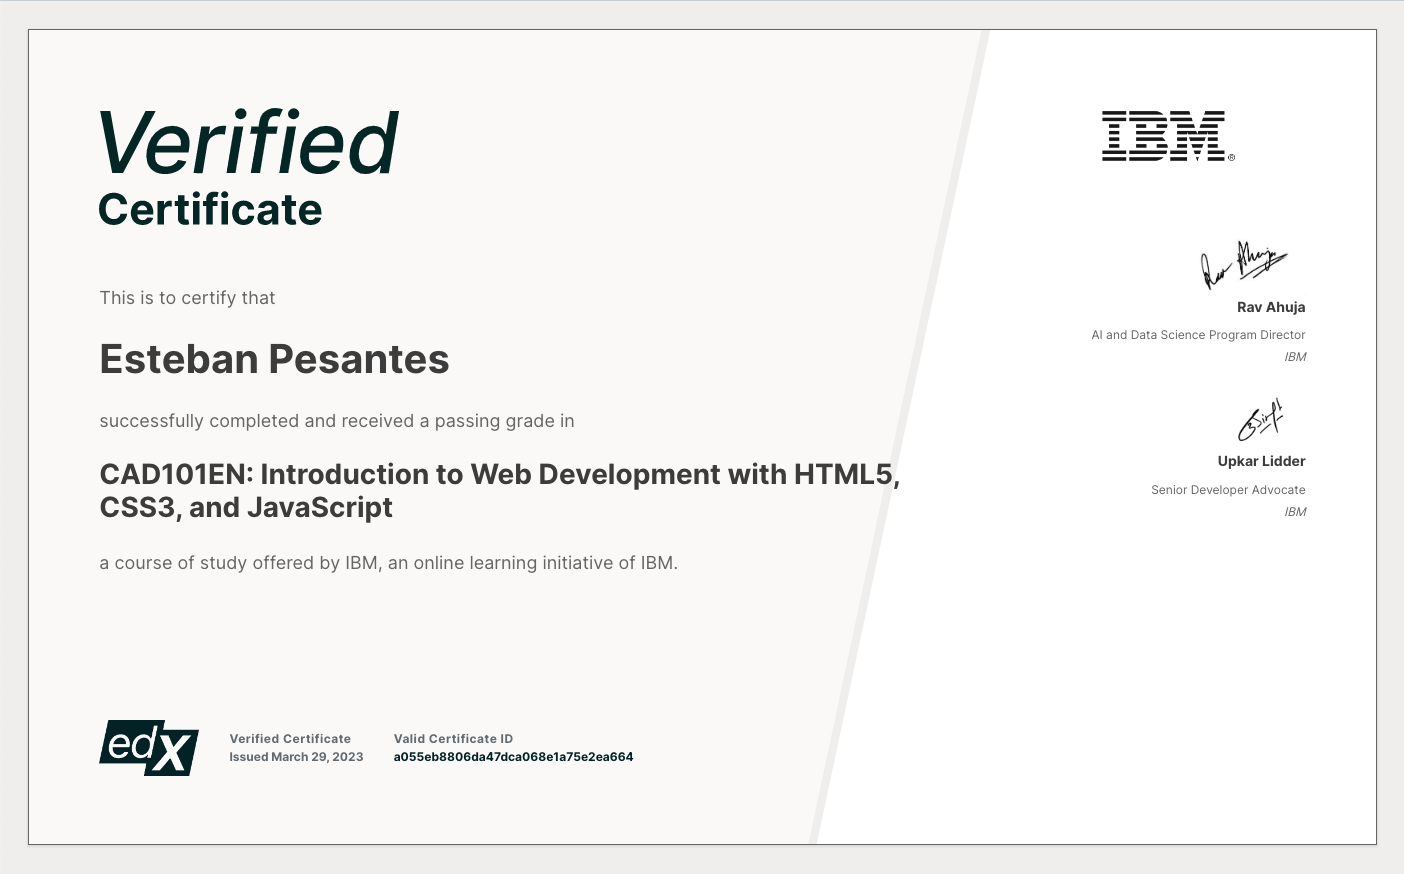 Verified
Certificate
This is to certify that
Esteban Pesantes
successfully completed and received a passing grade in
CAD101EN: Introduction to Web Development with HTML5,
CSS3, and JavaScript
a course of study offered by IBM, an online learning initiative of IBM.
edX
Verified Certificate
Issued March 29, 2023
Valid Certificate ID
a055eb8806da47dca068e1a75e2ea664
IBM®
Rav Ahuja
Rav Ahuja
AI and Data Science Program Director
IBM
Upkar Lidder
Senior Developer Advocate
IBM